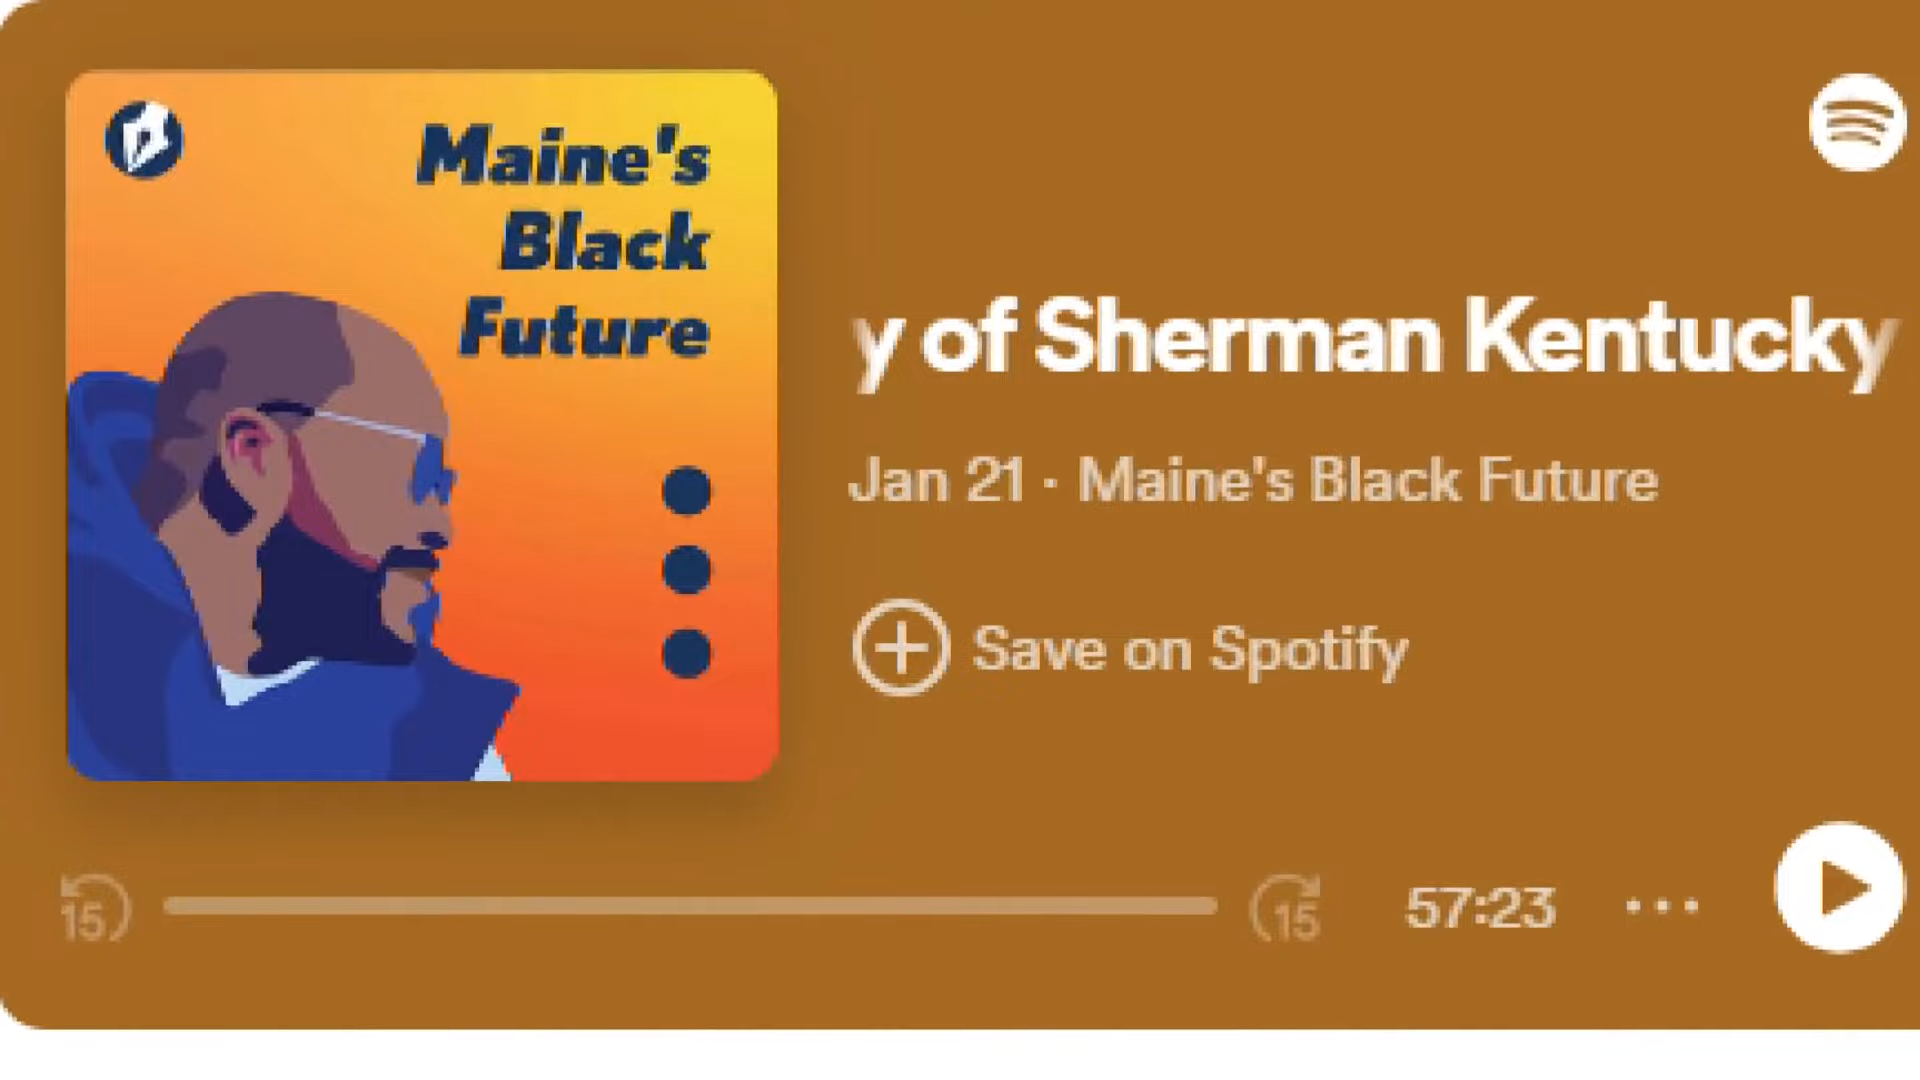 Maine's
Black
Future
y of Sherman Kentucky
Jan 21 · Maine's Black Future
Save on Spotify
15
15
57:23